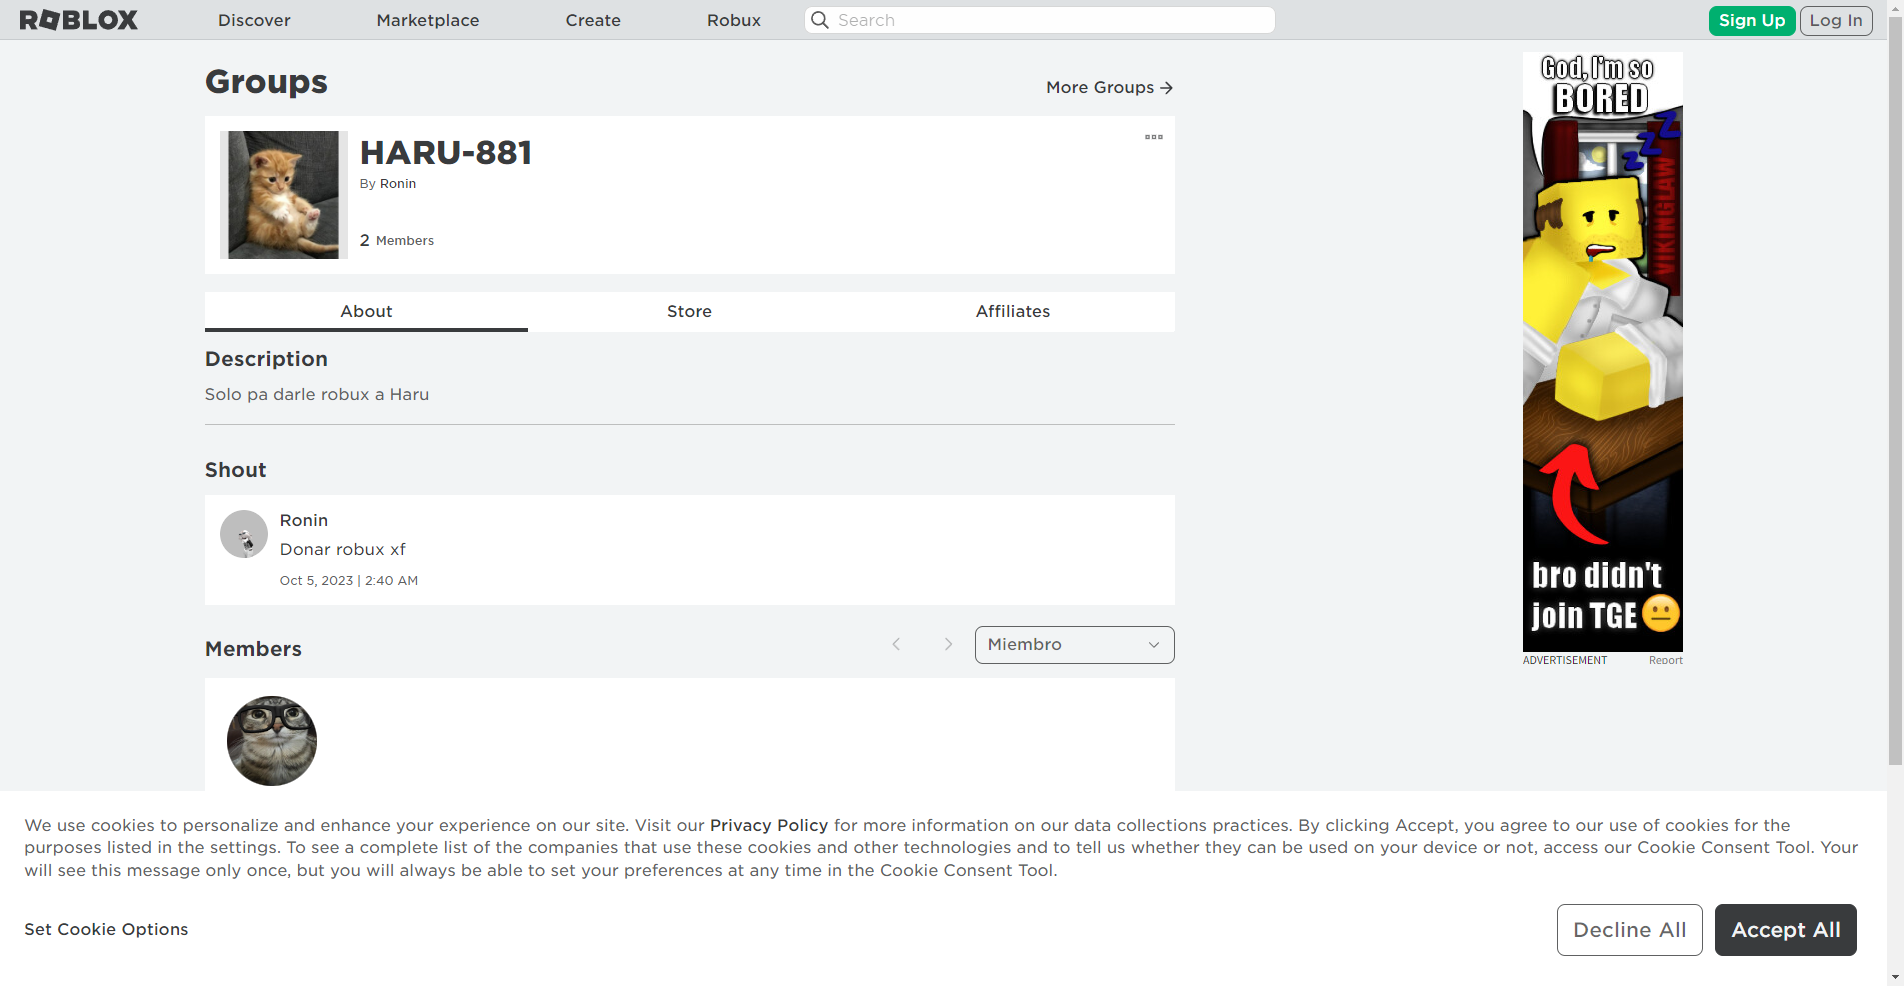 ROBLOX
Discover
Marketplace
Create
Robux
Search
Sign Up
Log In
Groups
More Groups
HARU-881
By Ronin
2 Members
About
Store
Affiliates
Description
Solo pa darle robux a Haru
Shout
Ronin
Donar robux xf
Oct 5, 2023 | 2:40 AM
Members
Miembro
God, I'm so
BORED
zzz
VIKINGLAW
bro didn't
join TGE
ADVERTISEMENT
Report
We use cookies to personalize and enhance your experience on our site. Visit our Privacy Policy for more information on our data collections practices. By clicking Accept, you agree to our use of cookies for the
purposes listed in the settings. To see a complete list of the companies that use these cookies and other technologies and to tell us whether they can be used on your device or not, access our Cookie Consent Tool. Your
will see this message only once, but you will always be able to set your preferences at any time in the Cookie Consent Tool.
Set Cookie Options
Decline All
Accept All